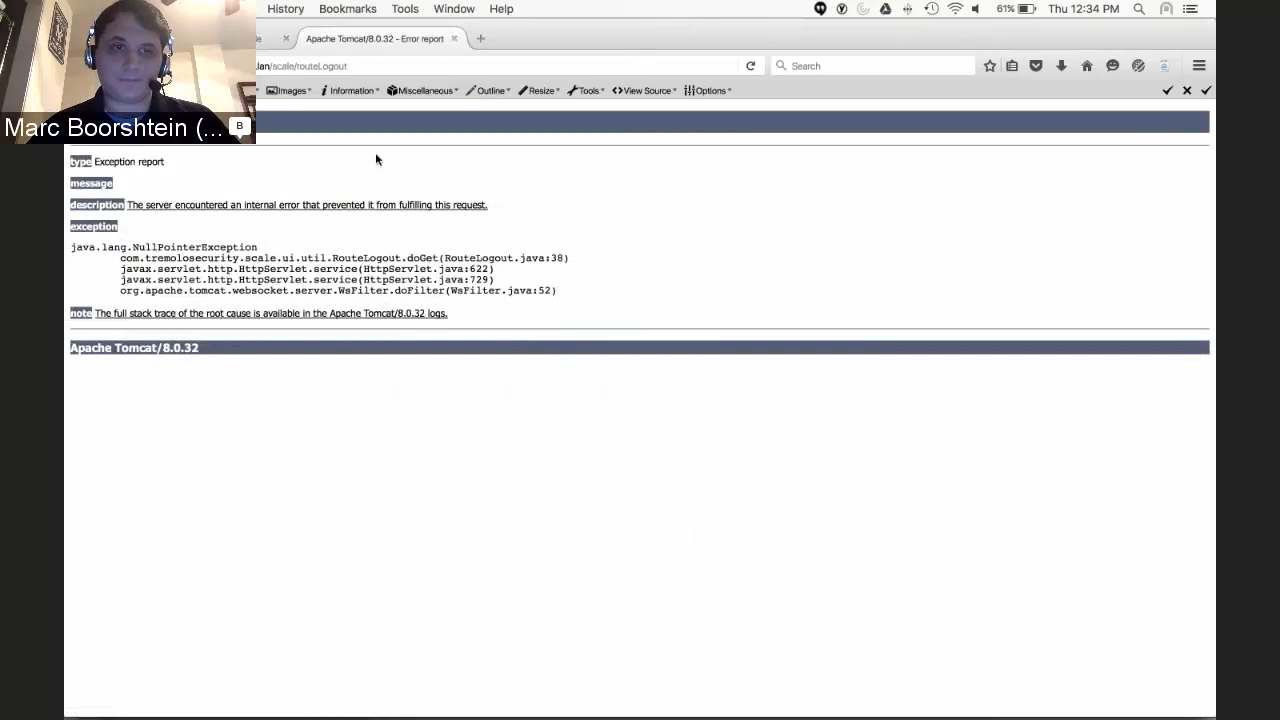 History Bookmarks Tools Window Help
61% Thu 12:34 PM
Apache Tomcat/8.0.32 - Error report
lan/scale/routeLogout
Search
Images Information Miscellaneous Outline Resize Tools View Source Options
Marc Boorshtein (...
B
type Exception report
message
description The server encountered an internal error that prevented it from fulfilling this request.
exception
java.lang.NullPointerException
com.tremolosecurity.scale.ui.util.RouteLogout.doGet(RouteLogout.java:38)
javax.servlet.http.HttpServlet.service(HttpServlet.java:622)
javax.servlet.http.HttpServlet.service(HttpServlet.java:729)
org.apache.tomcat.websocket.server.WsFilter.doFilter(WsFilter.java:52)
note The full stack trace of the root cause is available in the Apache Tomcat/8.0.32 logs.
Apache Tomcat/8.0.32